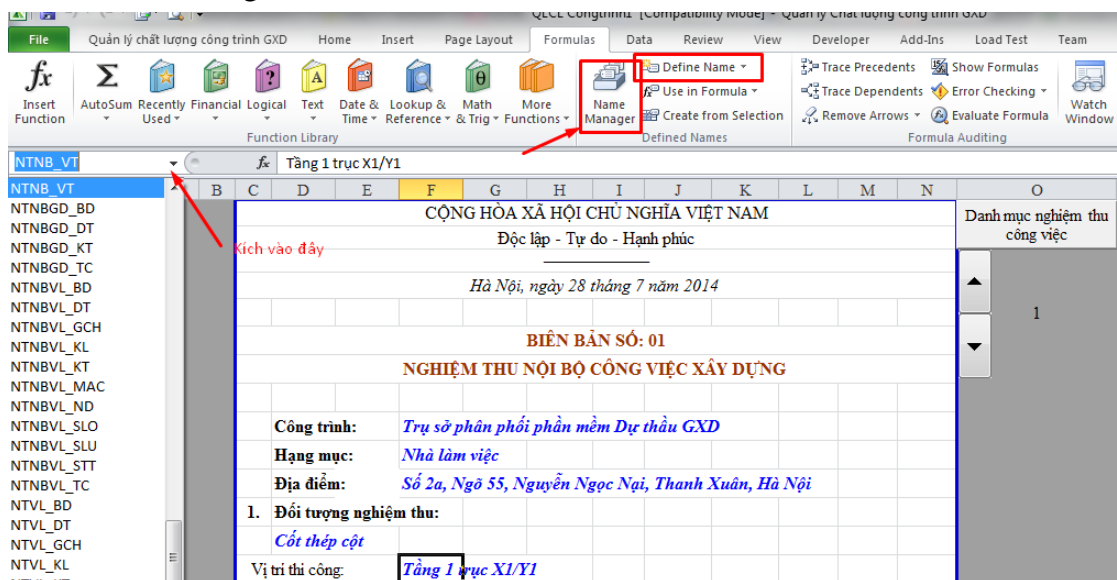 QLCL Congtrinh1 [Compatibility Mode] - Quản lý Chất lượng công trình GXD
File Quản lý chất lượng công trình GXD Home Insert Page Layout Formulas Data Review View Developer Add-Ins Load Test Team
Insert Function
AutoSum
Recently Used
Financial
Logical
Text
Date & Time
Lookup & Reference
Math & Trig
More Functions
Function Library
Name Manager
Define Name
Use in Formula
Create from Selection
Defined Names
Trace Precedents
Trace Dependents
Remove Arrows
Show Formulas
Error Checking
Evaluate Formula
Formula Auditing
Watch Window
NTNB_VT fx Tầng 1 trục X1/Y1
NTNB_VT
NTNBGD_BD
NTNBGD_DT
NTNBGD_KT
NTNBGD_TC
NTNBVL_BD
NTNBVL_DT
NTNBVL_GCH
NTNBVL_KL
NTNBVL_KT
NTNBVL_MAC
NTNBVL_ND
NTNBVL_SLO
NTNBVL_SLU
NTNBVL_STT
NTNBVL_TC
NTVL_BD
NTVL_DT
NTVL_GCH
NTVL_KL
Kích vào đây
B C D E F G H I J K L M N O
CỘNG HÒA XÃ HỘI CHỦ NGHĨA VIỆT NAM
Độc lập - Tự do - Hạnh phúc
Hà Nội, ngày 28 tháng 7 năm 2014
BIÊN BẢN SỐ: 01
NGHIỆM THU NỘI BỘ CÔNG VIỆC XÂY DỰNG
Công trình: Trụ sở phân phối phần mềm Dự thầu GXD
Hạng mục: Nhà làm việc
Địa điểm: Số 2a, Ngõ 55, Nguyễn Ngọc Nại, Thanh Xuân, Hà Nội
1. Đối tượng nghiệm thu:
Cốt thép cột
Vị trí thi công: Tầng 1 trục X1/Y1
Danh mục nghiệm thu
công việc
1